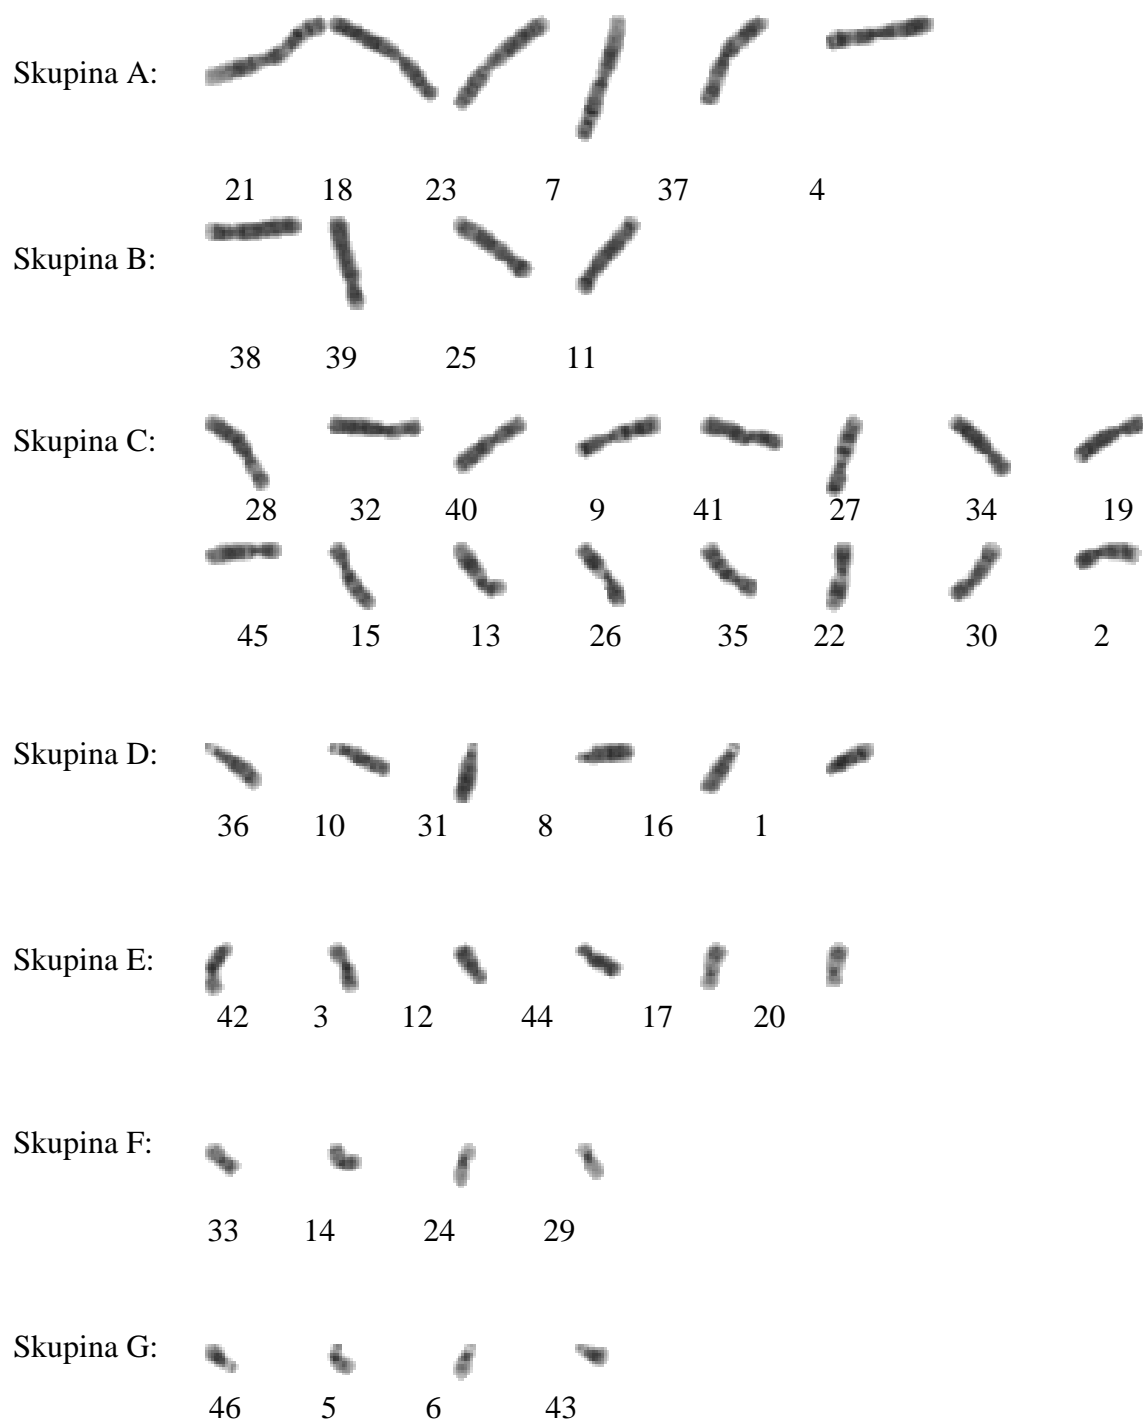 Skupina A:
21 18 23 7 37 4
Skupina B:
38 39 25 11
Skupina C:
28 32 40 9 41 27 34 19
45 15 13 26 35 22 30 2
Skupina D:
36 10 31 8 16 1
Skupina E:
42 3 12 44 17 20
Skupina F:
33 14 24 29
Skupina G:
46 5 6 43